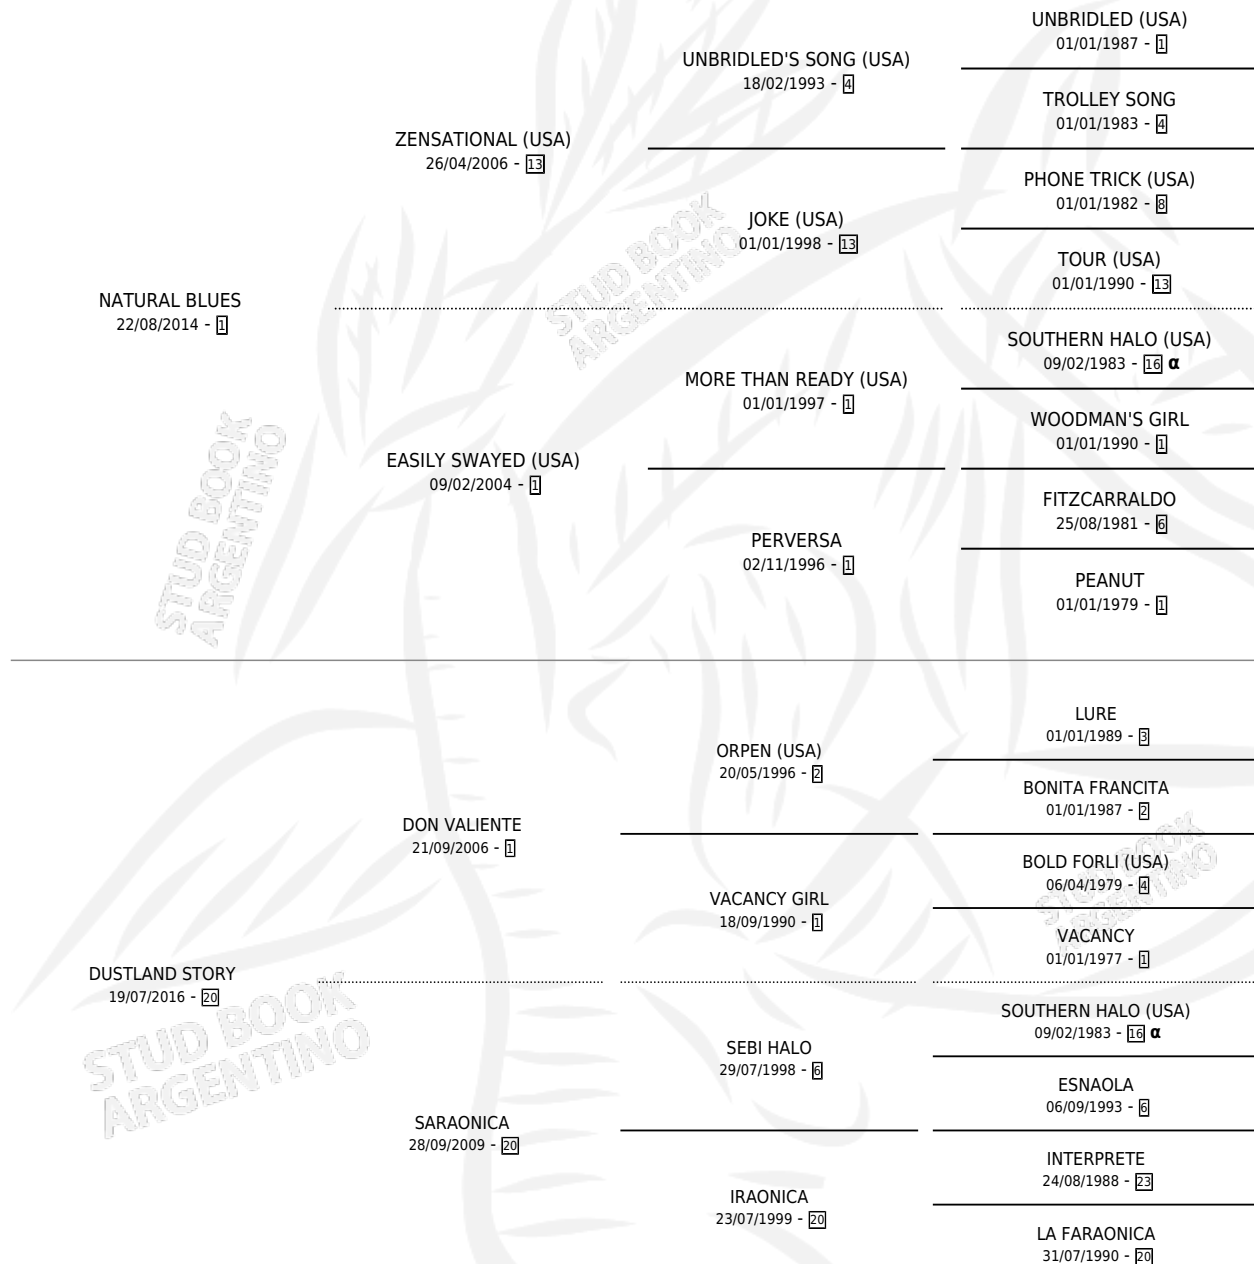 UNBRIDLED (USA)
01/01/1987 - 1
UNBRIDLED'S SONG (USA)
18/02/1993 - 4
TROLLEY SONG
01/01/1983 - 4
ZENSATIONAL (USA)
26/04/2006 - 13
PHONE TRICK (USA)
01/01/1982 - 8
JOKE (USA)
01/01/1998 - 13
TOUR (USA)
01/01/1990 - 13
NATURAL BLUES
22/08/2014 - 1
SOUTHERN HALO (USA)
09/02/1983 - 16 α
MORE THAN READY (USA)
01/01/1997 - 1
WOODMAN'S GIRL
01/01/1990 - 1
EASILY SWAYED (USA)
09/02/2004 - 1
FITZCARRALDO
25/08/1981 - 6
PERVERSA
02/11/1996 - 1
PEANUT
01/01/1979 - 1
LURE
01/01/1989 - 3
ORPEN (USA)
20/05/1996 - 2
BONITA FRANCITA
01/01/1987 - 2
DON VALIENTE
21/09/2006 - 1
BOLD FORLI (USA)
06/04/1979 - 4
VACANCY GIRL
18/09/1990 - 1
VACANCY
01/01/1977 - 1
DUSTLAND STORY
19/07/2016 - 20
SOUTHERN HALO (USA)
09/02/1983 - 16 α
SEBI HALO
29/07/1998 - 6
ESNAOLA
06/09/1993 - 6
SARAONICA
28/09/2009 - 20
INTERPRETE
24/08/1988 - 23
IRAONICA
23/07/1999 - 20
LA FARAONICA
31/07/1990 - 20
STUD BOOK
ARGENTINO
STUD BOOK
ARGENTINO
STUD BOOK
ARGENTINO
STUD BOOK
ARGENTINO